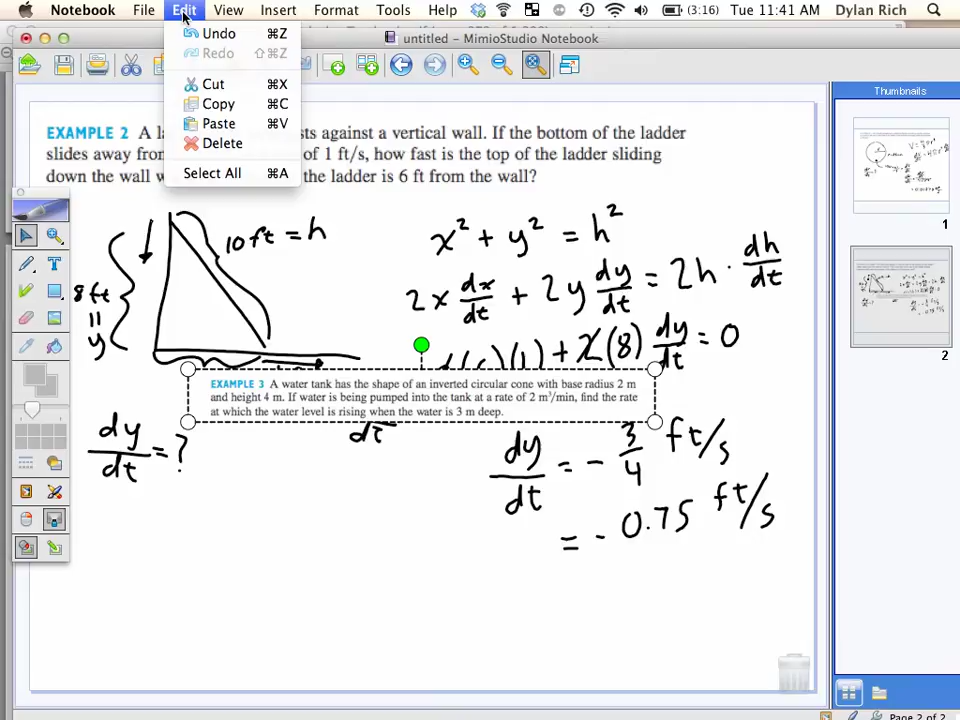 Notebook File Edit View Insert Format Tools Help (3:16) Tue 11:41 AM Dylan Rich
untitled - MimioStudio Notebook
Undo ⌘Z
Redo ⇧⌘Z
Cut ⌘X
Copy ⌘C
Paste ⌘V
Delete
Select All ⌘A
Thumbnails
EXAMPLE 2 A sts against a vertical wall. If the bottom of the ladder
slides away of 1 ft/s, how fast is the top of the ladder sliding
down the wall the ladder is 6 ft from the wall?
10ft = h
8 ft
=
y
x² + y² = h²
2x dx/dt + 2y dy/dt = 2h · dh/dt
(1) + 2(8) dy/dt = 0
EXAMPLE 3 A water tank has the shape of an inverted circular cone with base radius 2 m
and height 4 m. If water is being pumped into the tank at a rate of 2 m³/min, find the rate
at which the water level is rising when the water is 3 m deep.
dt
dy/dt = ?
dy/dt = - 3/4 ft/s
= - 0.75 ft/s
1
2
Page 2 of 2